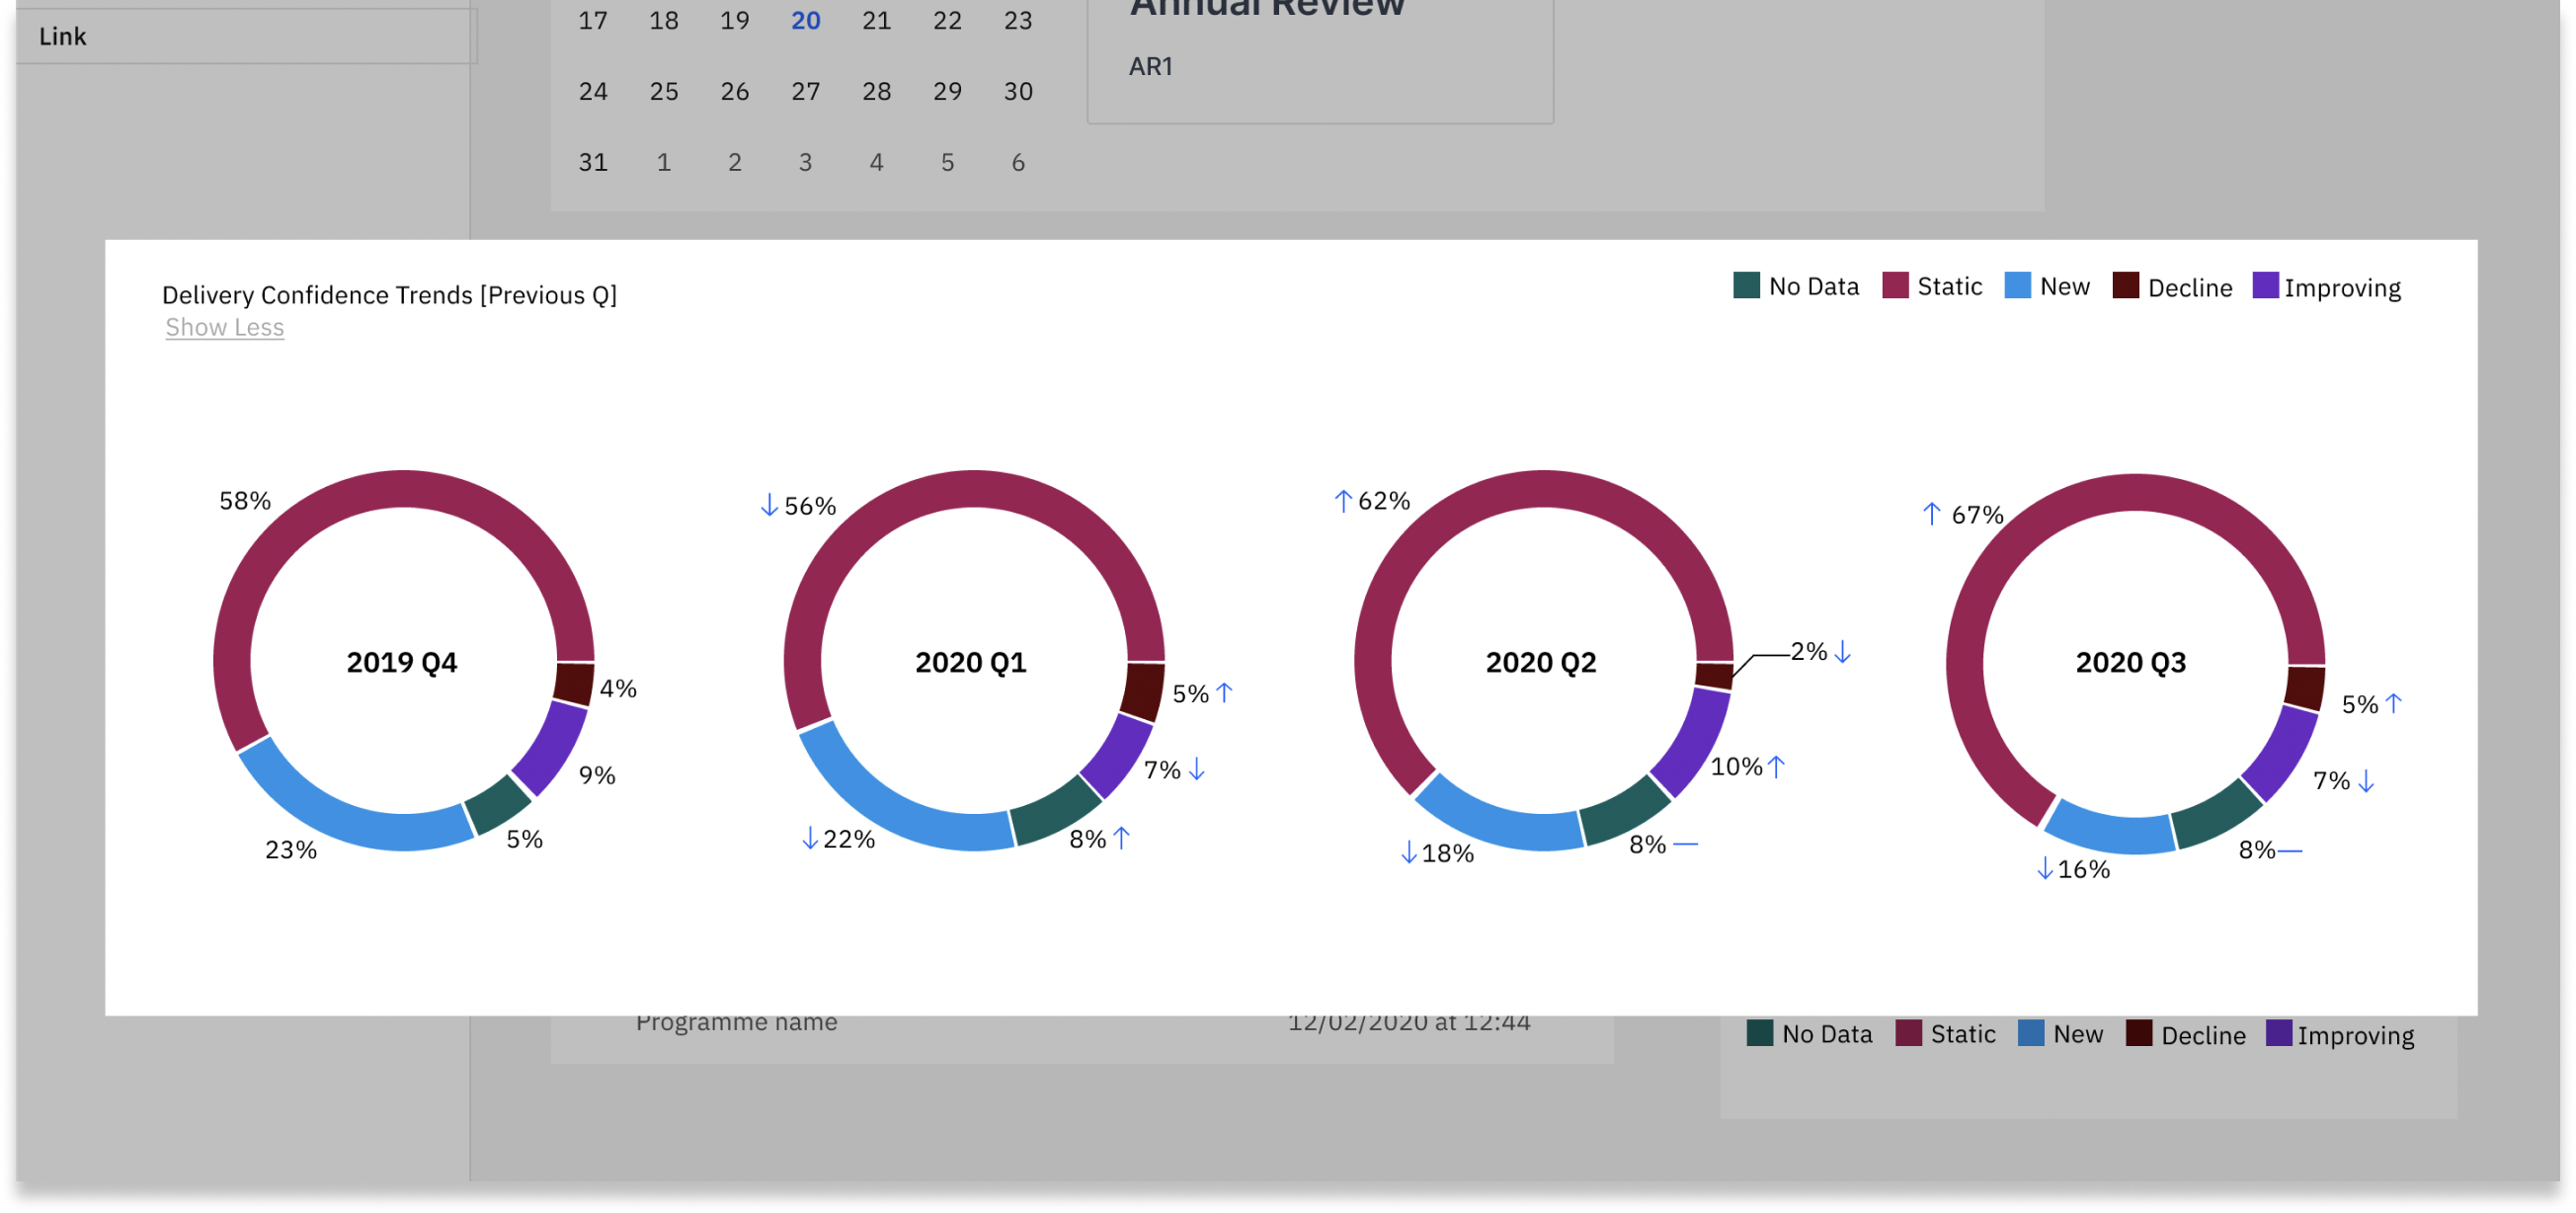 Link
17 18 19 20 21 22 23
24 25 26 27 28 29 30
31 1 2 3 4 5 6
Annual Review
AR1
Delivery Confidence Trends [Previous Q]
Show Less
No Data Static New Decline Improving
58%
4%
9%
5%
23%
2019 Q4
↓ 56%
5% ↑
7% ↓
8% ↑
↓ 22%
2020 Q1
↑ 62%
2% ↓
10% ↑
8% —
↓ 18%
2020 Q2
↑ 67%
5% ↑
7% ↓
8% —
↓ 16%
2020 Q3
Programme name 12/02/2020 at 12:44
No Data Static New Decline Improving